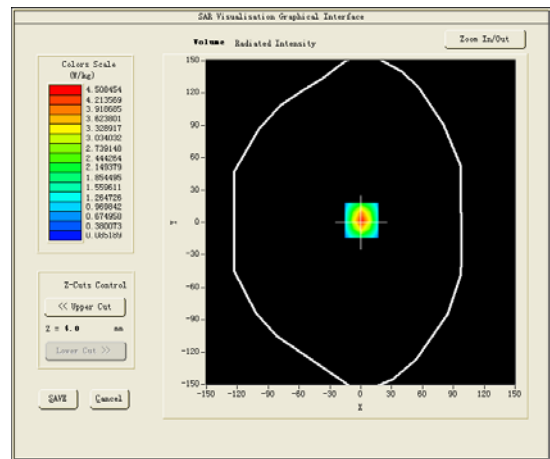 SAR Visualisation Graphical Interface
Volume Radiated Intensity
Zoom In/Out
Colors Scale
(W/kg)
4.508454
4.213569
3.918685
3.623801
3.328917
3.034032
2.739148
2.444264
2.149379
1.854495
1.559611
1.264726
0.969842
0.674958
0.380073
0.085189
Z-Cuts Control
<< Upper Cut
Z = 4.0 mm
Lower Cut >>
SAVE Cancel
150
120
90
60
30
0
-30
-60
-90
-120
-150
Y
-150 -120 -90 -60 -30 0 30 60 90 120 150
X